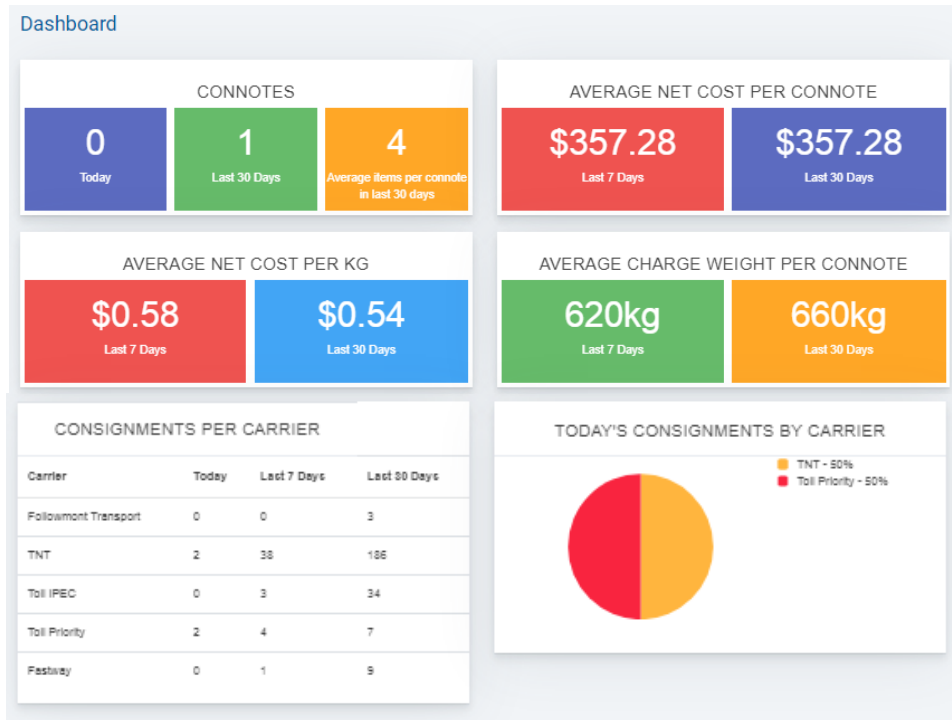 Dashboard
CONNOTES
0
Today
1
Last 30 Days
4
Average items per connote
in last 30 days
AVERAGE NET COST PER CONNOTE
$357.28
Last 7 Days
$357.28
Last 30 Days
AVERAGE NET COST PER KG
$0.58
Last 7 Days
$0.54
Last 30 Days
AVERAGE CHARGE WEIGHT PER CONNOTE
620kg
Last 7 Days
660kg
Last 30 Days
CONSIGNMENTS PER CARRIER
Carrier Today Last 7 Days Last 30 Days
Followmont Transport 0 0 3
TNT 2 38 186
Toll IPEC 0 3 34
Toll Priority 2 4 7
Fastway 0 1 9
TODAY'S CONSIGNMENTS BY CARRIER
TNT - 50%
Toll Priority - 50%